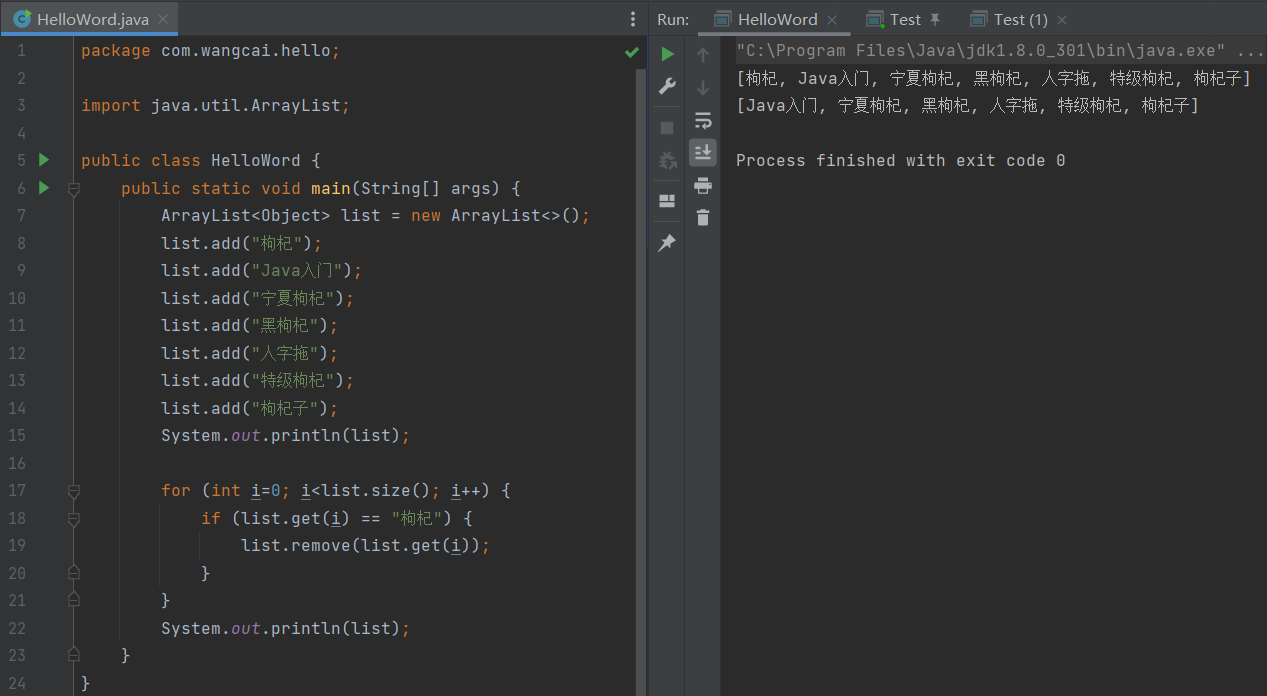 HelloWord.java
1 package com.wangcai.hello;
2
3 import java.util.ArrayList;
4
5 public class HelloWord {
6 public static void main(String[] args) {
7 ArrayList<Object> list = new ArrayList<>();
8 list.add("枸杞");
9 list.add("Java入门");
10 list.add("宁夏枸杞");
11 list.add("黑枸杞");
12 list.add("人字拖");
13 list.add("特级枸杞");
14 list.add("枸杞子");
15 System.out.println(list);
16
17 for (int i=0; i<list.size(); i++) {
18 if (list.get(i) == "枸杞") {
19 list.remove(list.get(i));
20 }
21 }
22 System.out.println(list);
23 }
24 }
Run: HelloWord Test Test (1)
"C:\Program Files\Java\jdk1.8.0_301\bin\java.exe" ...
[枸杞, Java入门, 宁夏枸杞, 黑枸杞, 人字拖, 特级枸杞, 枸杞子]
[Java入门, 宁夏枸杞, 黑枸杞, 人字拖, 特级枸杞, 枸杞子]
Process finished with exit code 0